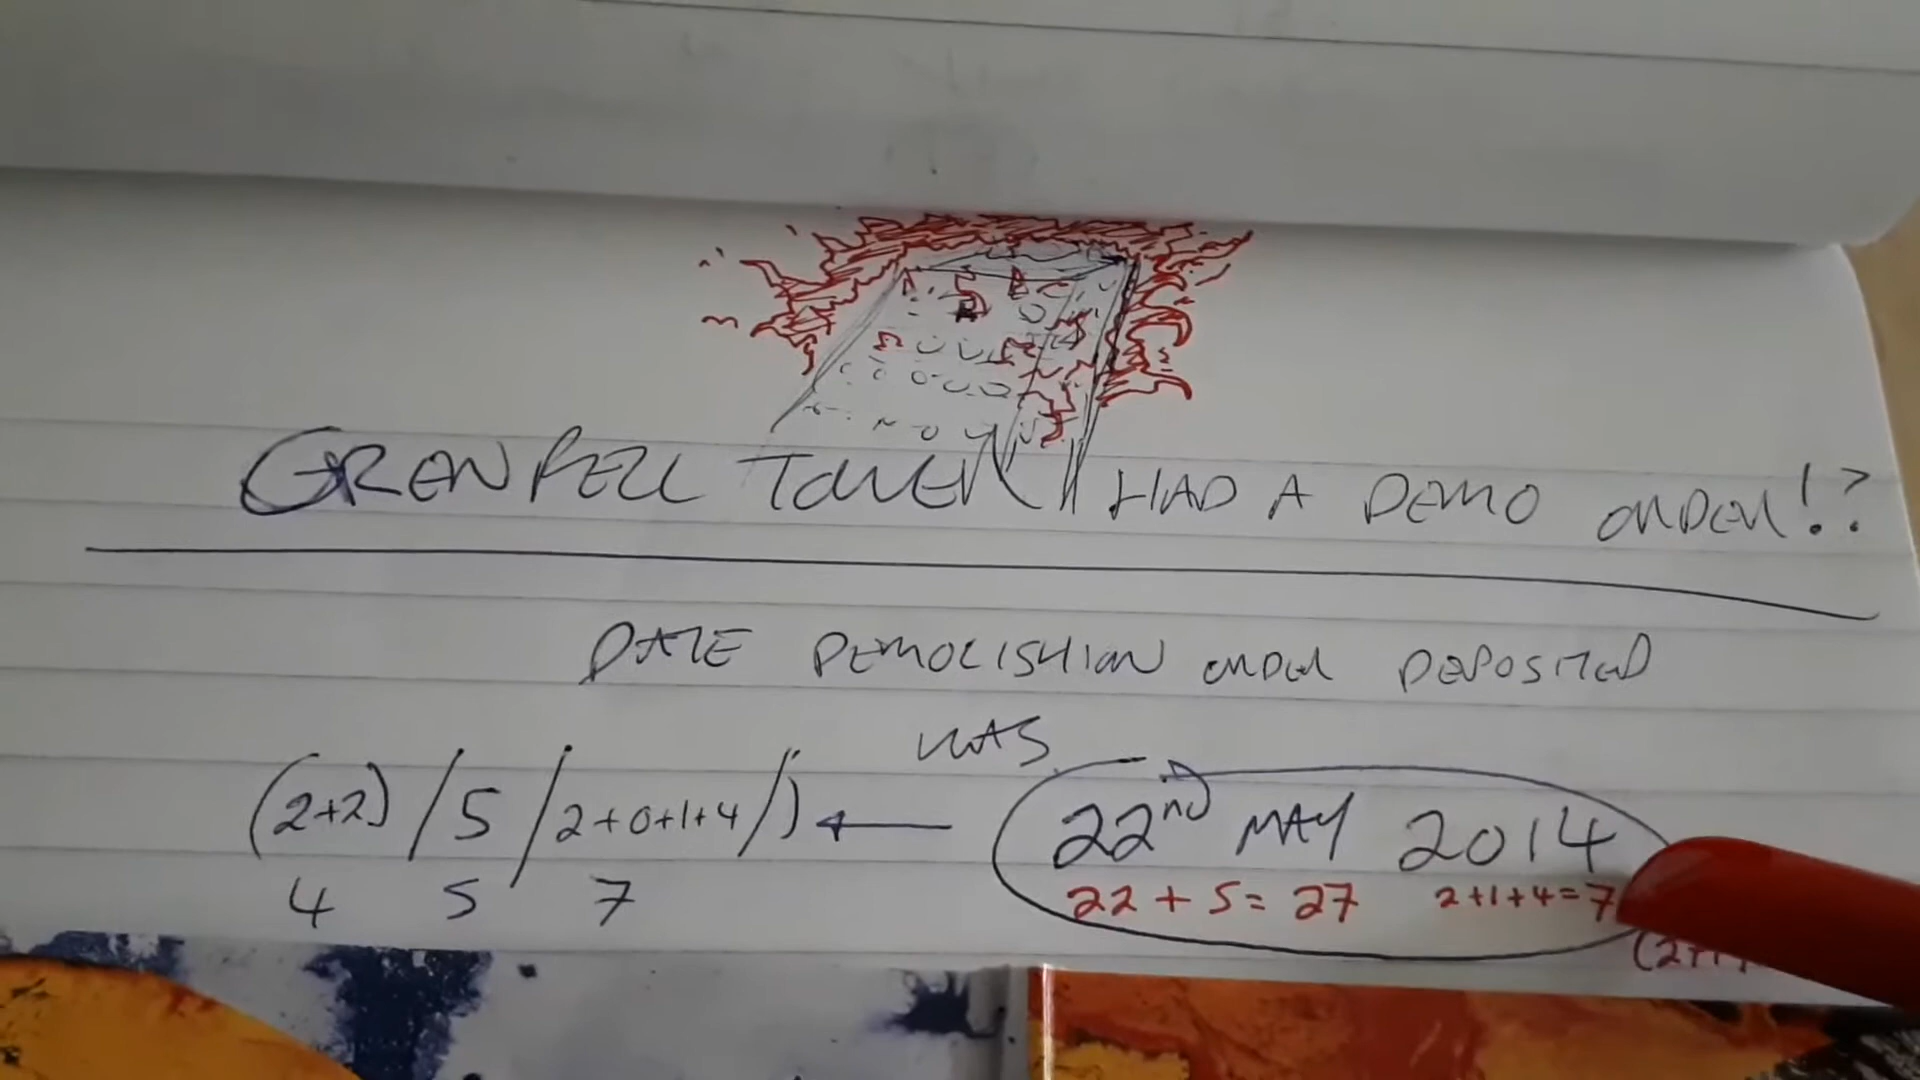 GRENFELL TOWER HAD A DEMO ORDER!?
DATE DEMOLISHION ORDER DEPOSITED
WAS
(2+2) / 5 / 2+0+1+4 /) ← 22nd MAY 2014
4 5 7 22 + 5 = 27 2+1+4=7